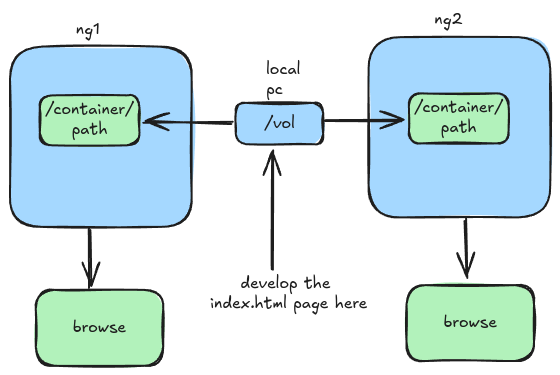 ng1
ng2
local
pc
/container/
path
/vol
/container/
path
develop the
index.html page here
browse
browse